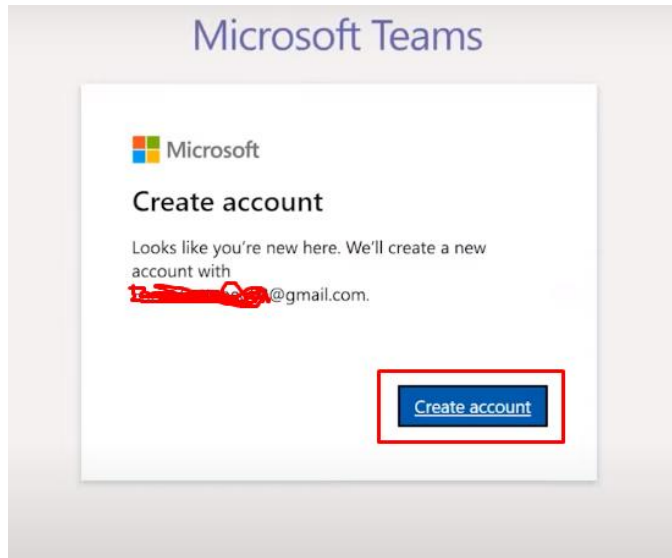 Microsoft Teams
Microsoft
Create account
Looks like you're new here. We'll create a new
account with
@gmail.com.
Create account